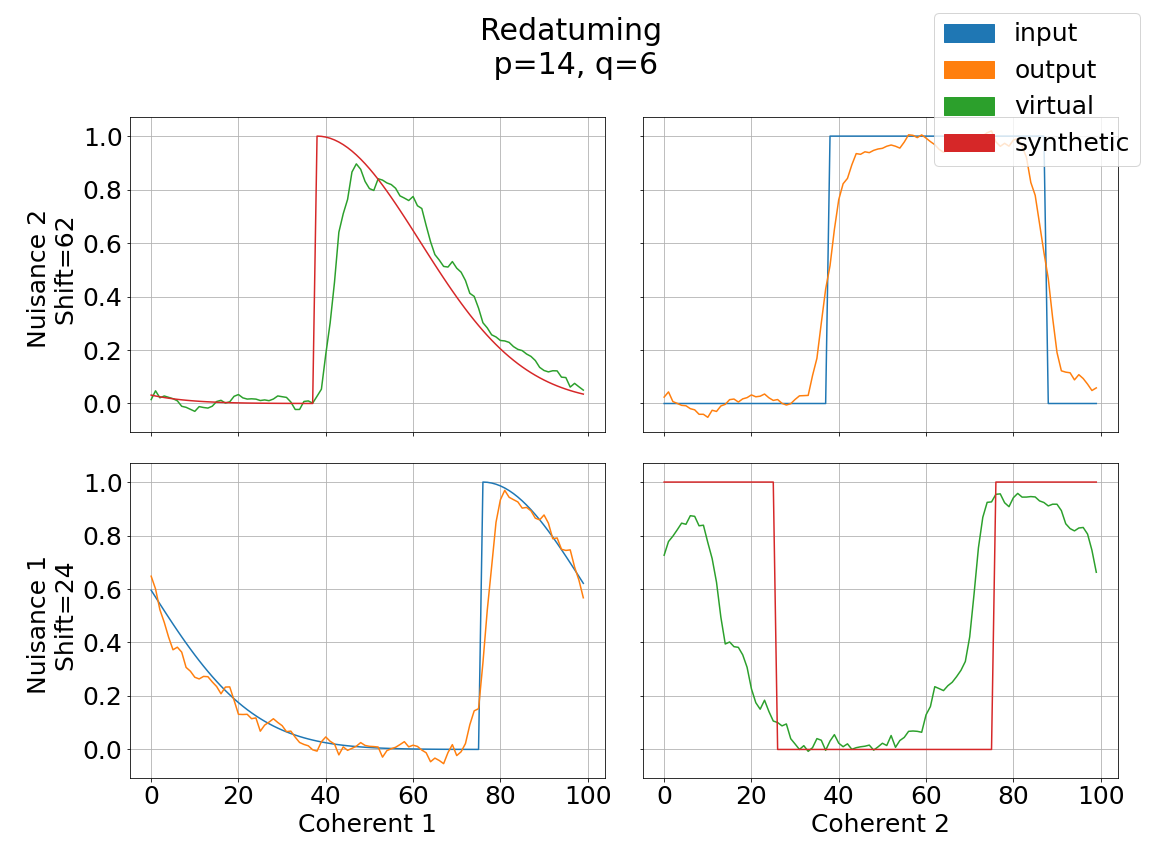 Redatuming
p=14, q=6
input
output
virtual
synthetic
Nuisance 2
Shift=62
1.0
0.8
0.6
0.4
0.2
0.0
Nuisance 1
Shift=24
1.0
0.8
0.6
0.4
0.2
0.0
0 20 40 60 80 100
Coherent 1
0 20 40 60 80 100
Coherent 2